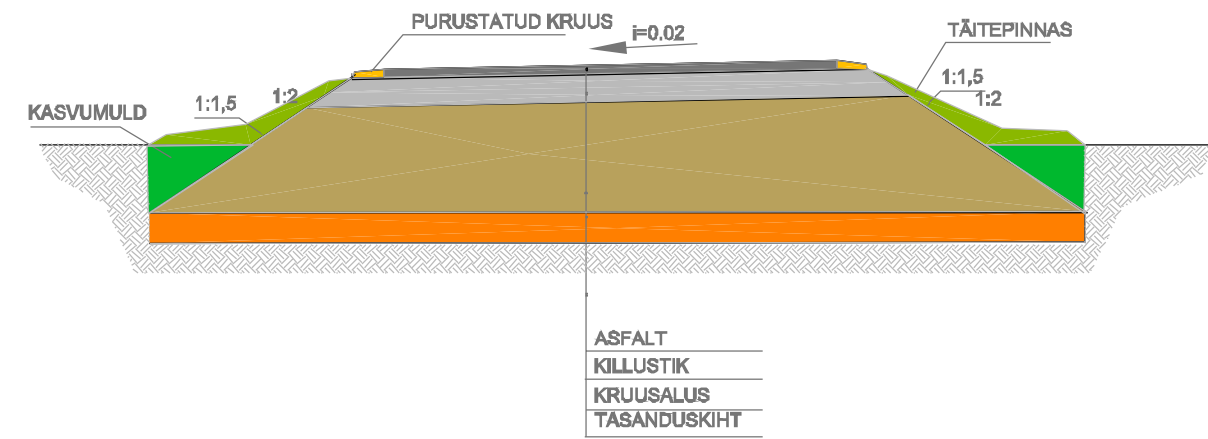 PURUSTATUD KRUUS
i=0.02
TÄITEPINNAS
1:1,5
1:2
1:1,5
1:2
KASVUMULD
ASFALT
KILLUSTIK
KRUUSALUS
TASANDUSKIHT